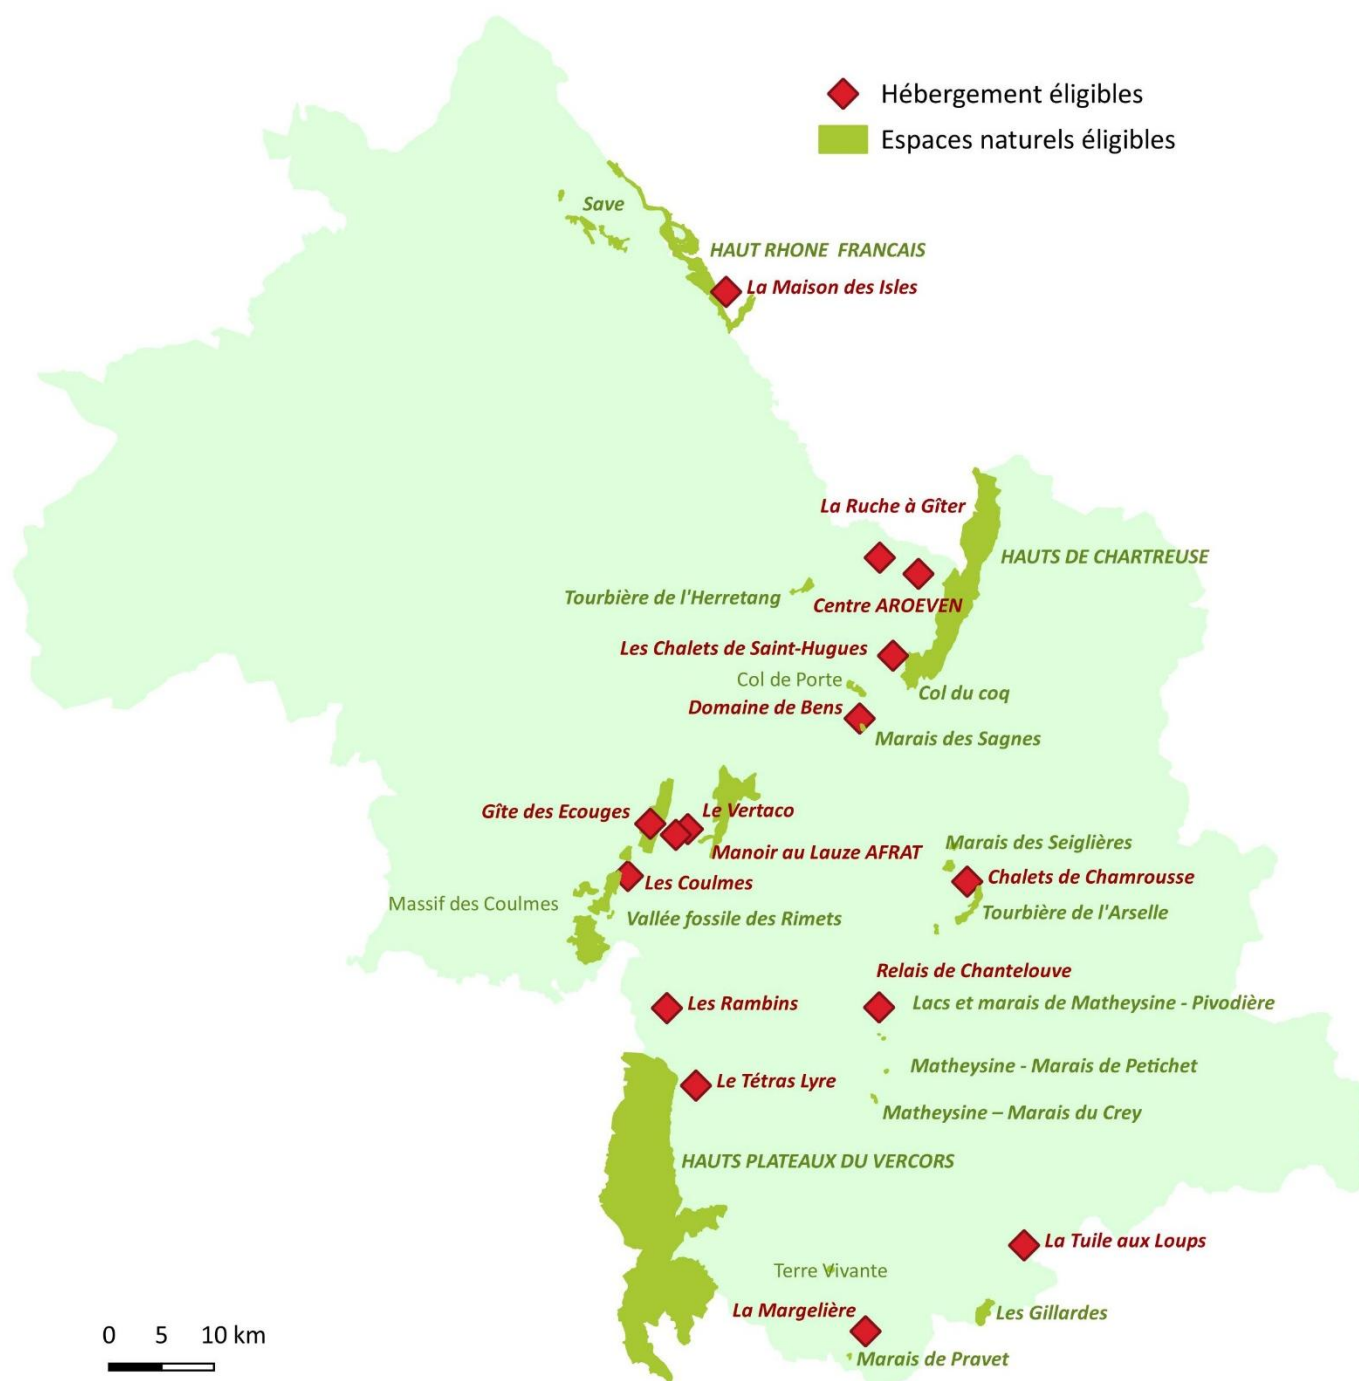 Hébergement éligibles
Espaces naturels éligibles
Save
HAUT RHONE  FRANCAIS
La Maison des Isles
La Ruche à Gîter
HAUTS DE CHARTREUSE
Tourbière de l'Herretang
Centre AROEVEN
Les Chalets de Saint-Hugues
Col de Porte
Col du coq
Domaine de Bens
Marais des Sagnes
Gîte des Ecouges
Le Vertaco
Manoir au Lauze AFRAT
Marais des Seiglières
Les Coulmes
Chalets de Chamrousse
Massif des Coulmes
Vallée fossile des Rimets
Tourbière de l'Arselle
Relais de Chantelouve
Les Rambins
Lacs et marais de Matheysine - Pivodière
Matheysine - Marais de Petichet
Le Tétras Lyre
Matheysine – Marais du Crey
HAUTS PLATEAUX DU VERCORS
La Tuile aux Loups
Terre Vivante
La Margelière
Les Gillardes
0 5 10 km
Marais de Pravet